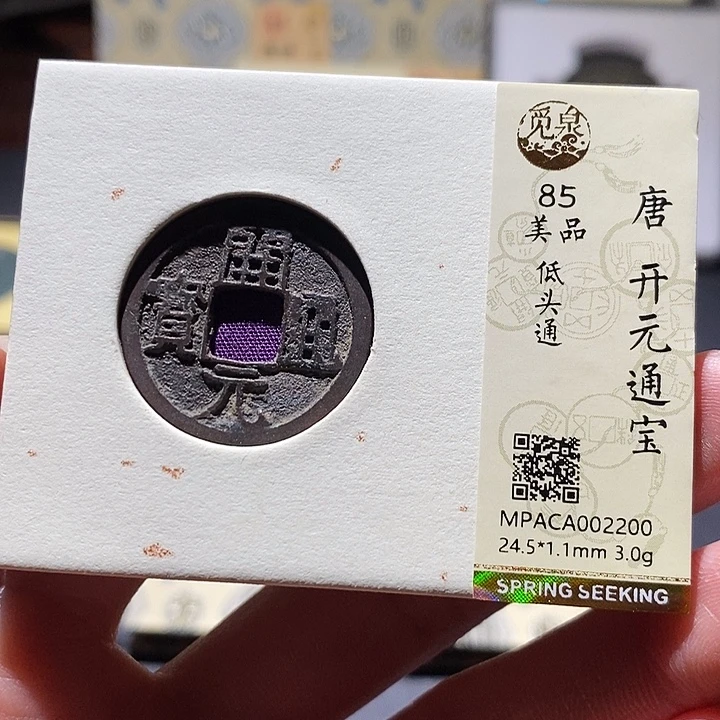 開元通寳
觅泉
85
美品
低头通
唐 开元通宝
MPACA002200
24.5*1.1mm 3.0g
SPRING SEEKING